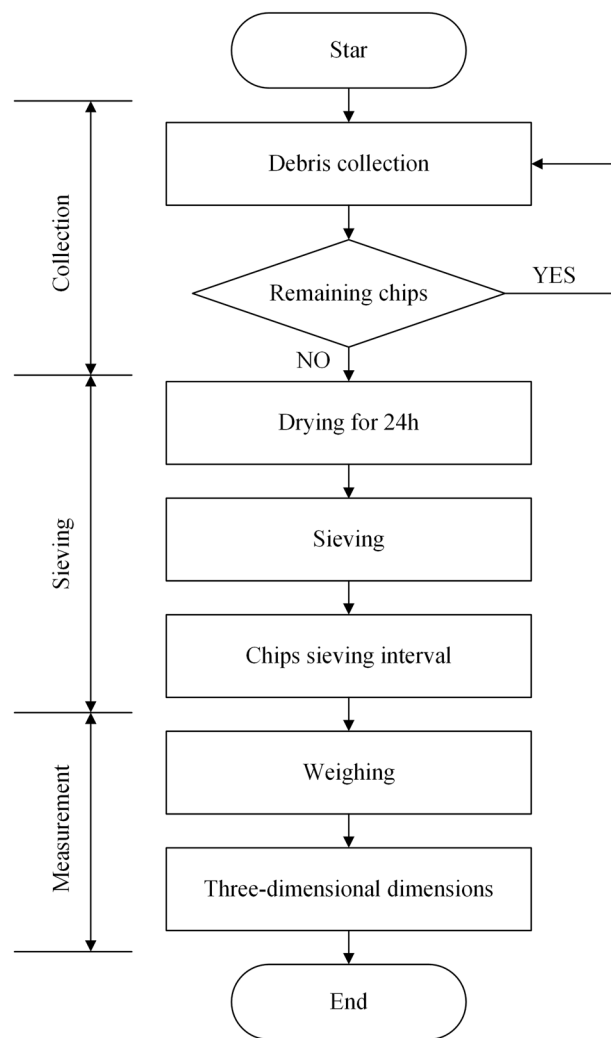 Star
Debris collection
Collection
Remaining chips
YES
NO
Drying for 24h
Sieving
Sieving
Chips sieving interval
Weighing
Measurement
Three-dimensional dimensions
End